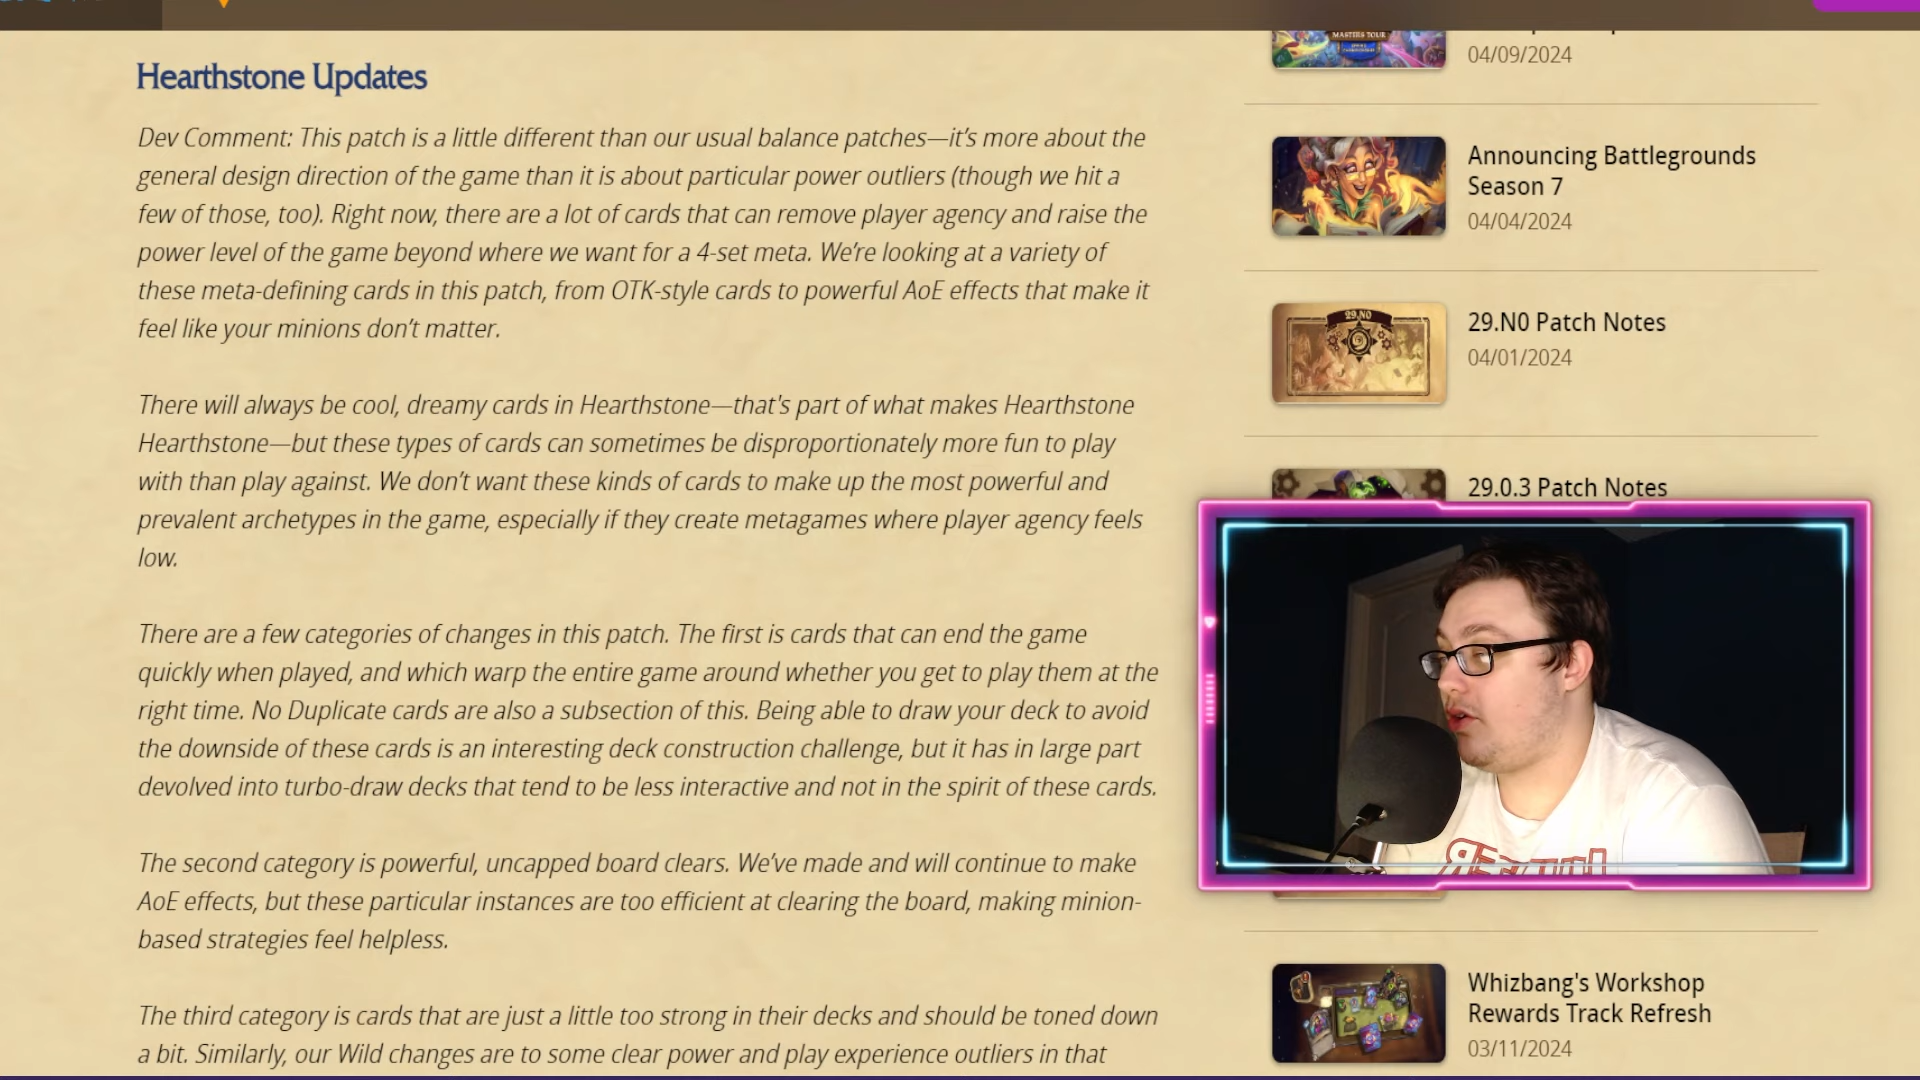 Hearthstone Updates
Dev Comment: This patch is a little different than our usual balance patches—it's more about the
general design direction of the game than it is about particular power outliers (though we hit a
few of those, too). Right now, there are a lot of cards that can remove player agency and raise the
power level of the game beyond where we want for a 4-set meta. We're looking at a variety of
these meta-defining cards in this patch, from OTK-style cards to powerful AoE effects that make it
feel like your minions don't matter.
There will always be cool, dreamy cards in Hearthstone—that's part of what makes Hearthstone
Hearthstone—but these types of cards can sometimes be disproportionately more fun to play
with than play against. We don't want these kinds of cards to make up the most powerful and
prevalent archetypes in the game, especially if they create metagames where player agency feels
low.
There are a few categories of changes in this patch. The first is cards that can end the game
quickly when played, and which warp the entire game around whether you get to play them at the
right time. No Duplicate cards are also a subsection of this. Being able to draw your deck to avoid
the downside of these cards is an interesting deck construction challenge, but it has in large part
devolved into turbo-draw decks that tend to be less interactive and not in the spirit of these cards.
The second category is powerful, uncapped board clears. We've made and will continue to make
AoE effects, but these particular instances are too efficient at clearing the board, making minion-
based strategies feel helpless.
The third category is cards that are just a little too strong in their decks and should be toned down
a bit. Similarly, our Wild changes are to some clear power and play experience outliers in that
MASTERS TOUR
04/09/2024
Announcing Battlegrounds
Season 7
04/04/2024
29.N0
29.N0 Patch Notes
04/01/2024
29.0.3 Patch Notes
Whizbang's Workshop
Rewards Track Refresh
03/11/2024